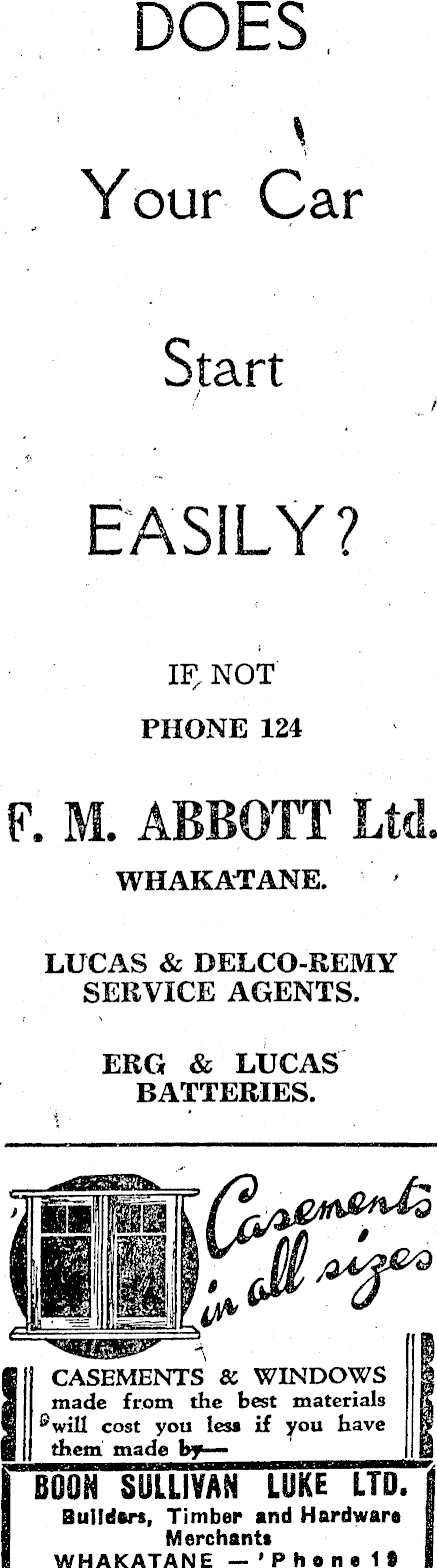 DOES
Your Car
Start
EASILY?
IF NOT
PHONE 124
F. M. ABBOTT Ltd.
WHAKATANE.
LUCAS & DELCO-REMY
SERVICE AGENTS.
ERG & LUCAS
BATTERIES.
Casements
in all sizes
CASEMENTS & WINDOWS
made from the best materials
will cost you less if you have
them made by—
BOON SULLIVAN LUKE LTD.
Builders, Timber and Hardware
Merchants
WHAKATANE — 'Phone 19